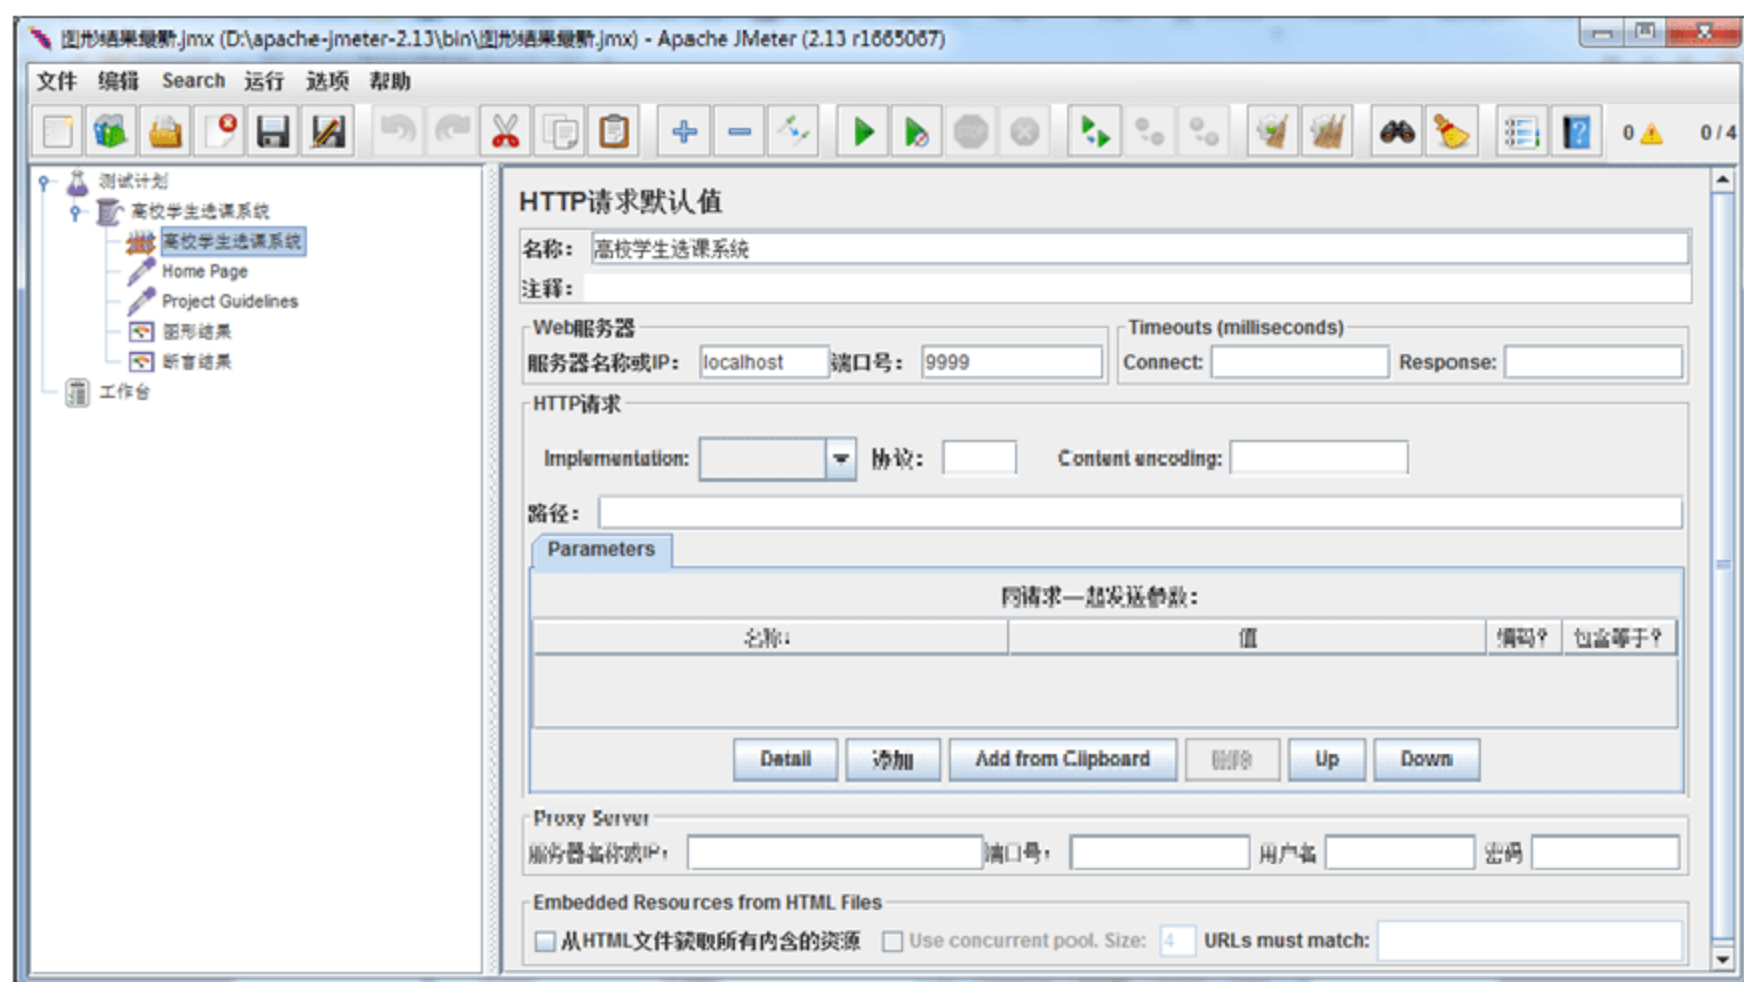 图形结果最新.jmx (D:\apache-jmeter-2.13\bin\图形结果最新.jmx) - Apache JMeter (2.13 r1665067)
文件 编辑 Search 运行 选项 帮助
STOP 0 0 / 4
测试计划
高校学生选课系统
高校学生选课系统
Home Page
Project Guidelines
图形结果
断言结果
工作台
HTTP请求默认值
名称： 高校学生选课系统
注释：
Web服务器 Timeouts (milliseconds)
服务器名称或IP： localhost 端口号： 9999 Connect: Response:
HTTP请求
Implementation: 协议： Content encoding:
路径：
Parameters
同请求一起发送参数：
名称： 值 编码？ 包含等于？
Detail 添加 Add from Clipboard 删除 Up Down
Proxy Server
服务器名称或IP： 端口号： 用户名 密码
Embedded Resources from HTML Files
从HTML文件获取所有内含的资源 Use concurrent pool. Size: 4 URLs must match: